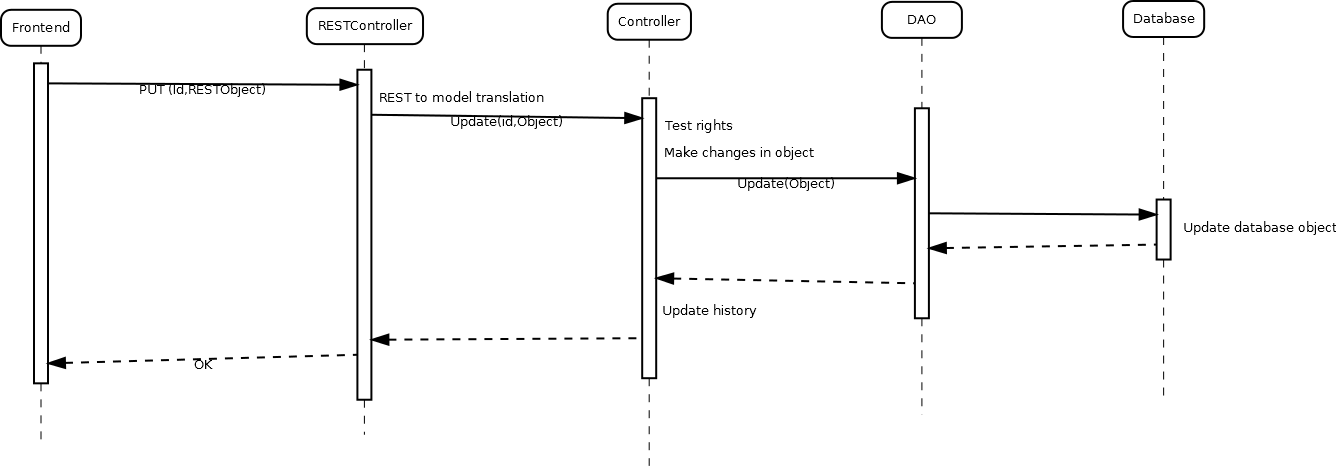 Frontend
RESTController
Controller
DAO
Database
PUT (Id,RESTObject)
REST to model translation
Update(id,Object)
Test rights
Make changes in object
Update(Object)
Update database object
Update history
OK